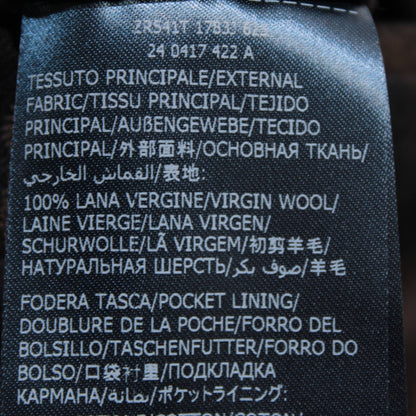 24 0417 422 A
TESSUTO PRINCIPALE/EXTERNAL
FABRIC/TISSU PRINCIPAL/TEJIDO
PRINCIPAL/AUßENGEWEBE/TECIDO
PRINCIPAL/外部面料/ОСНОВНАЯ ТКАНЬ/
القماش الخارجي/表地:
100% LANA VERGINE/VIRGIN WOOL/
LAINE VIERGE/LANA VIRGEN/
SCHURWOLLE/LÃ VIRGEM/初剪羊毛/
НАТУРАЛЬНАЯ ШЕРСТЬ/صوف بكر/羊毛
FODERA TASCA/POCKET LINING/
DOUBLURE DE LA POCHE/FORRO DEL
BOLSILLO/TASCHENFUTTER/FORRO DO
BOLSO/口袋衬里/ПОДКЛАДКА
КАРМАНА/بطانة/ポケットライニング: